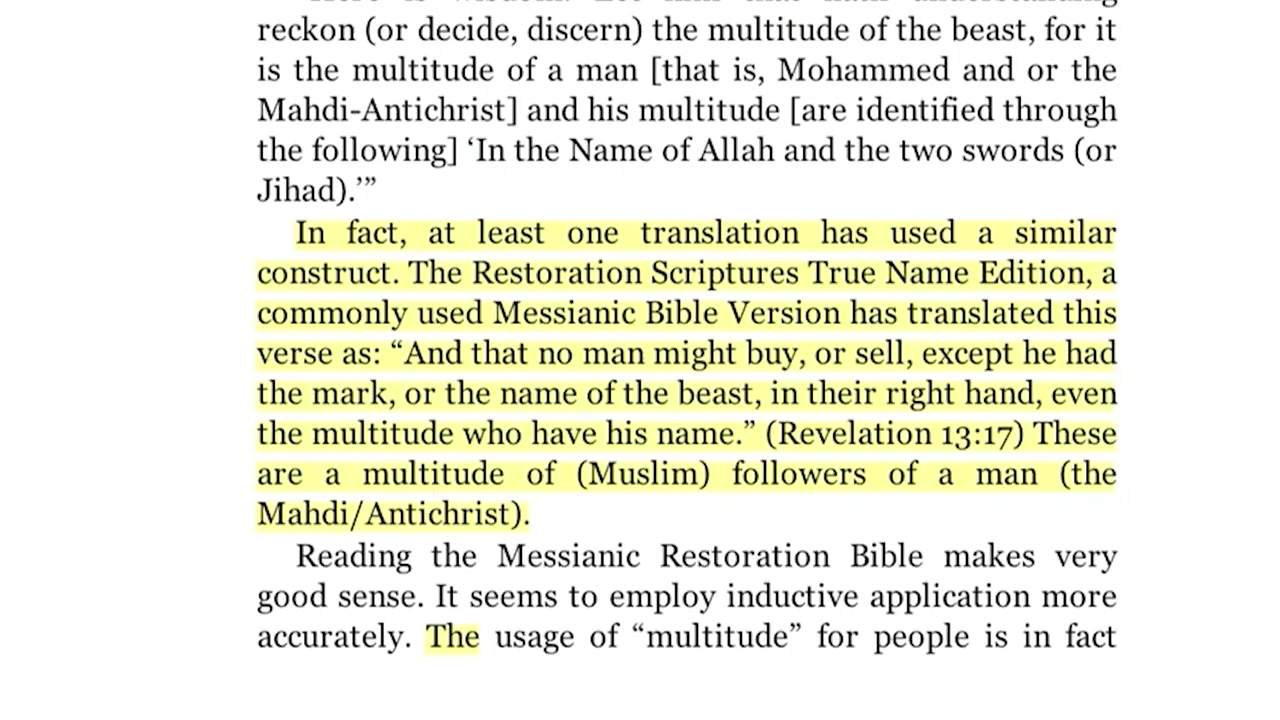 reckon (or decide, discern) the multitude of the beast, for it
is the multitude of a man [that is, Mohammed and or the
Mahdi-Antichrist] and his multitude [are identified through
the following] ‘In the Name of Allah and the two swords (or
Jihad).’”
In fact, at least one translation has used a similar
construct. The Restoration Scriptures True Name Edition, a
commonly used Messianic Bible Version has translated this
verse as: “And that no man might buy, or sell, except he had
the mark, or the name of the beast, in their right hand, even
the multitude who have his name.” (Revelation 13:17) These
are a multitude of (Muslim) followers of a man (the
Mahdi/Antichrist).
Reading the Messianic Restoration Bible makes very
good sense. It seems to employ inductive application more
accurately. The usage of “multitude” for people is in fact